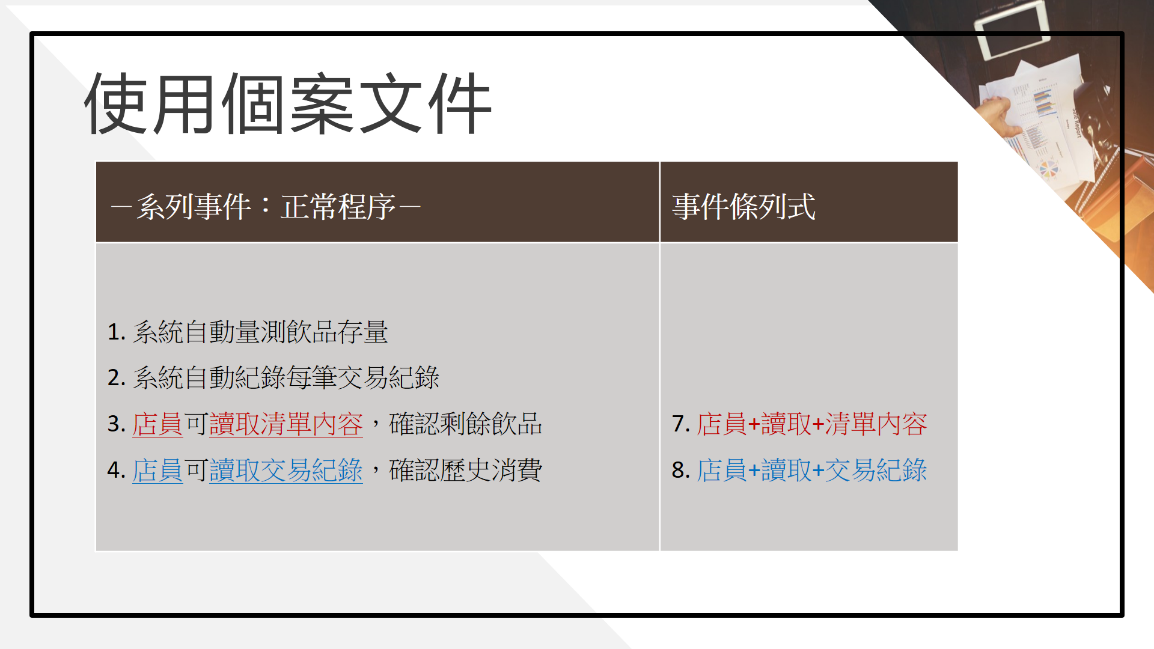 使用個案文件
－系列事件：正常程序－
事件條列式
1. 系統自動量測飲品存量
2. 系統自動紀錄每筆交易紀錄
3. 店員可讀取清單內容，確認剩餘飲品
4. 店員可讀取交易紀錄，確認歷史消費
7. 店員+讀取+清單內容
8. 店員+讀取+交易紀錄